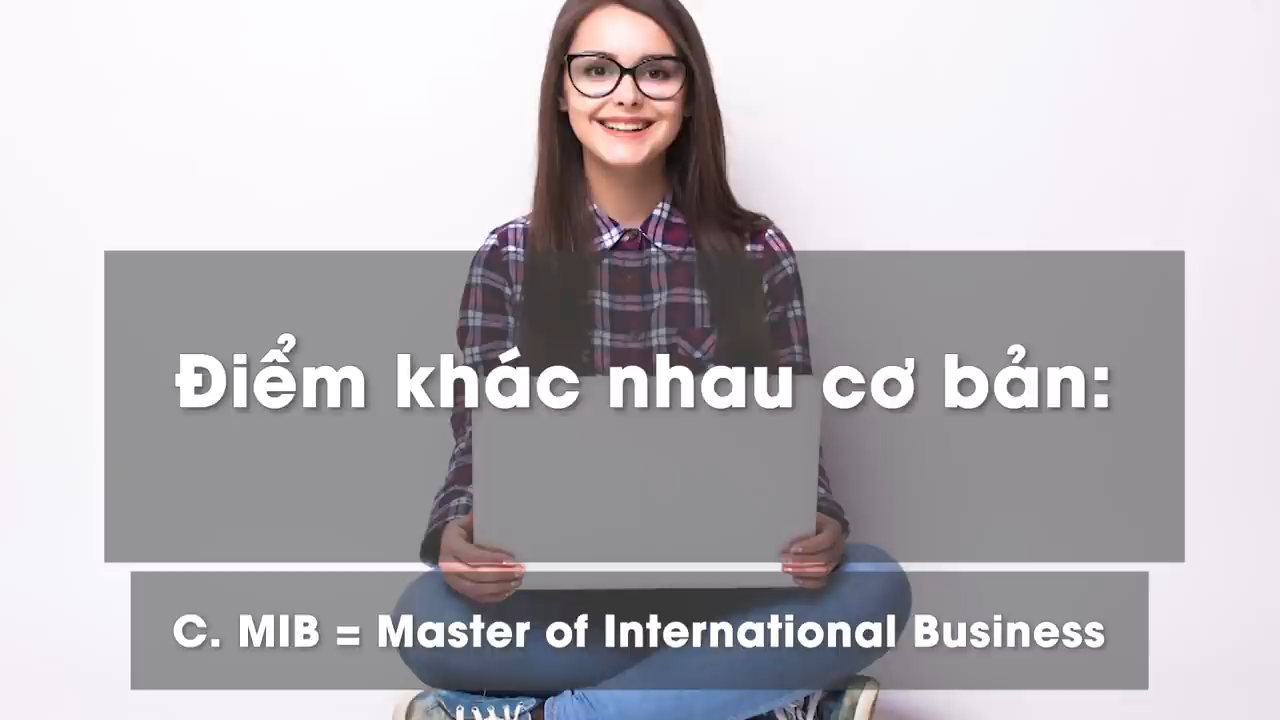 Điểm khác nhau cơ bản:
C. MIB = Master of International Business